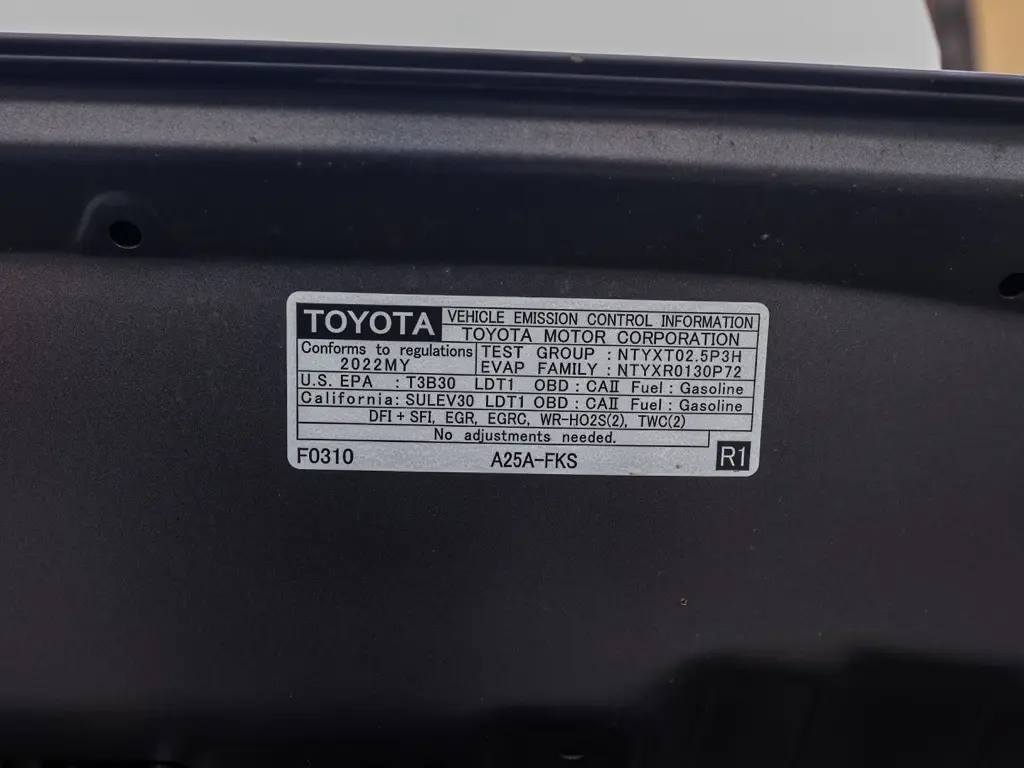 TOYOTA VEHICLE EMISSION CONTROL INFORMATION
TOYOTA MOTOR CORPORATION
Conforms to regulations
2022MY
TEST GROUP : NTYXT02.5P3H
EVAP FAMILY : NTYXR0130P72
U.S. EPA : T3B30 LDT1 OBD : CAⅡ Fuel : Gasoline
California: SULEV30 LDT1 OBD : CAⅡ Fuel : Gasoline
DFI + SFI, EGR, EGRC, WR-HO2S(2), TWC(2)
No adjustments needed.
F0310 A25A-FKS R1